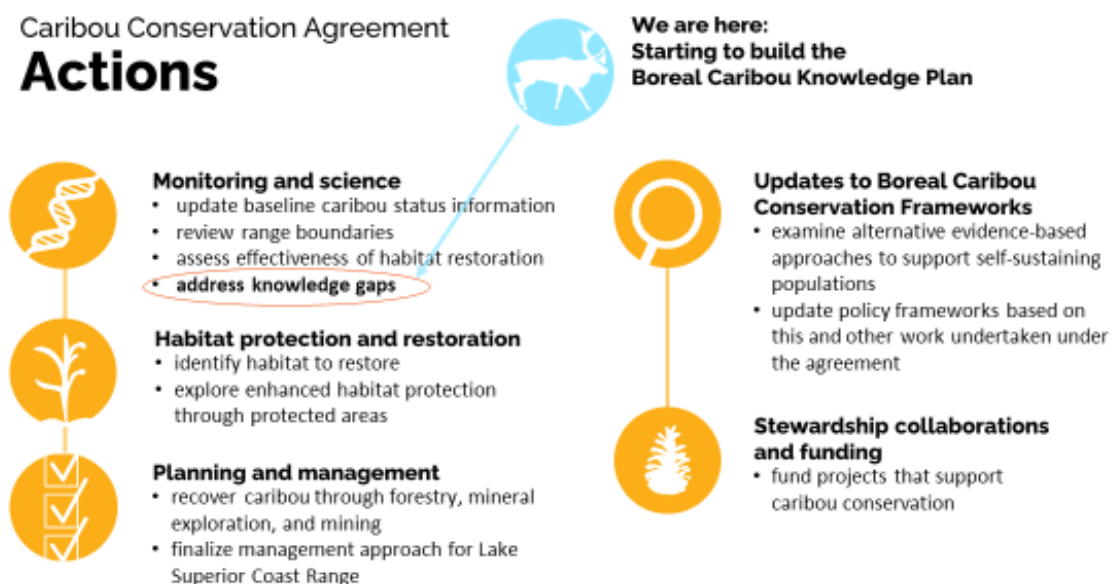 Caribou Conservation Agreement
Actions
We are here:
Starting to build the
Boreal Caribou Knowledge Plan
Monitoring and science
• update baseline caribou status information
• review range boundaries
• assess effectiveness of habitat restoration
• address knowledge gaps
Habitat protection and restoration
• identify habitat to restore
• explore enhanced habitat protection
through protected areas
Planning and management
• recover caribou through forestry, mineral
exploration, and mining
• finalize management approach for Lake
Superior Coast Range
Updates to Boreal Caribou
Conservation Frameworks
• examine alternative evidence-based
approaches to support self-sustaining
populations
• update policy frameworks based on
this and other work undertaken under
the agreement
Stewardship collaborations
and funding
• fund projects that support
caribou conservation